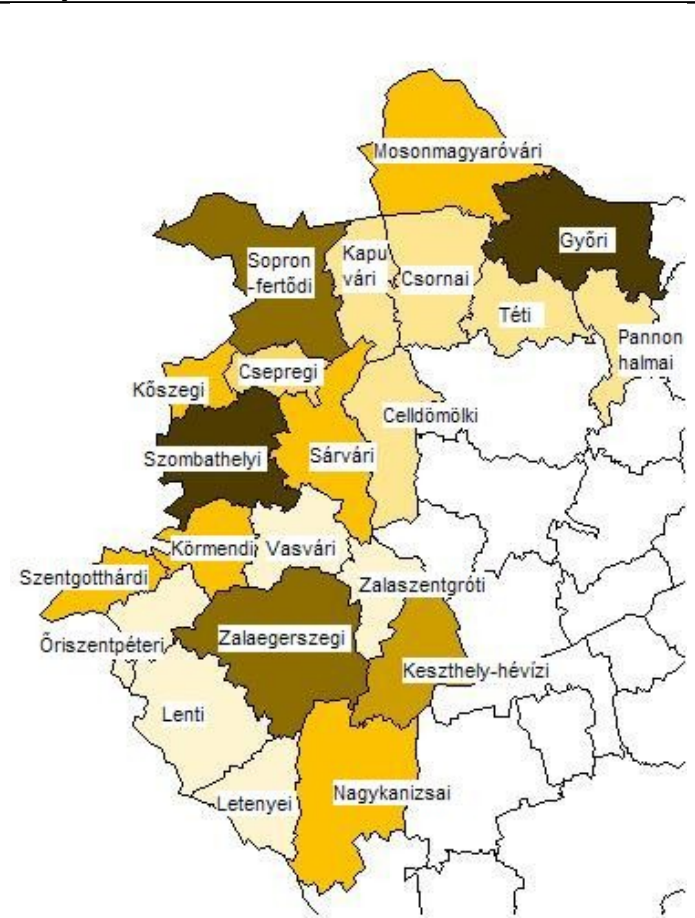 Mosonmagyaróvári
Győri
Sopron
-fertődi
Kapu
vári
Csornai
Téti
Pannon
halmai
Csepregi
Kőszegi
Celldömölki
Szombathelyi
Sárvári
Körmendi
Vasvári
Szentgotthárdi
Zalaszentgróti
Őriszentpéteri
Zalaegerszegi
Keszthely-hévízi
Lenti
Letenyei
Nagykanizsai